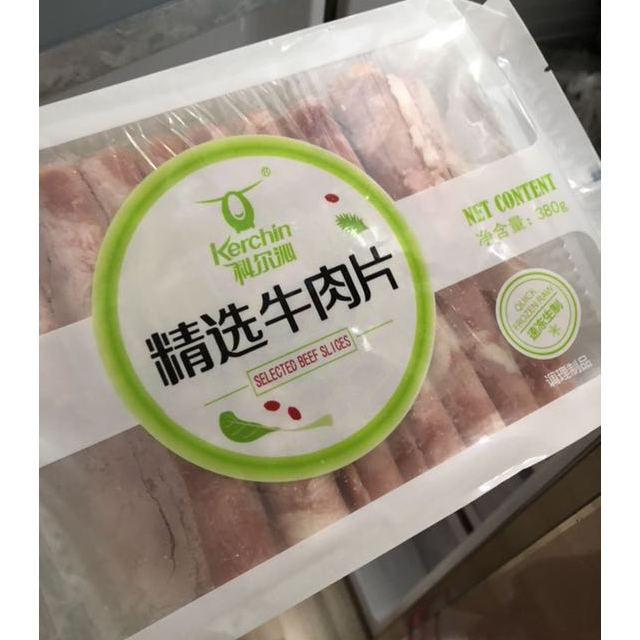 ®
Kerchin
科尔沁
精选牛肉片
SELECTED BEEF SLICES
NET CONTENT
净含量：380g
QUICK
FROZEN RAW
速冻生制
调理制品